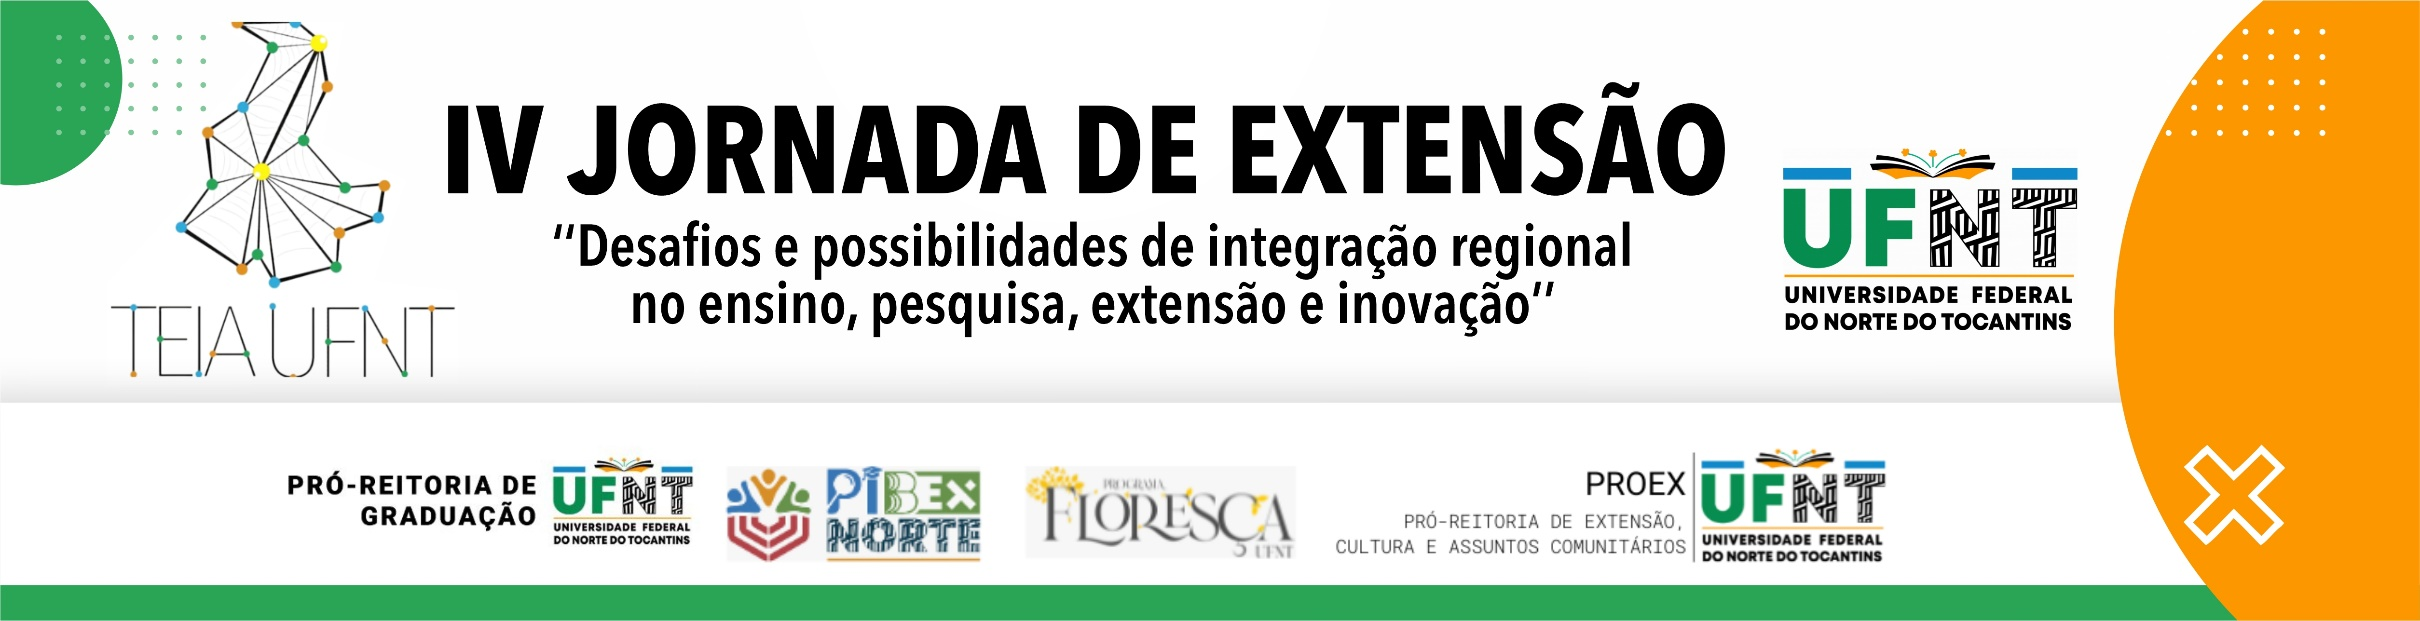 IV JORNADA DE EXTENSÃO
‘‘Desafios e possibilidades de integração regional
no ensino, pesquisa, extensão e inovação’’
TEIA UFNT
UFNT
UNIVERSIDADE FEDERAL
DO NORTE DO TOCANTINS
PRÓ-REITORIA DE
GRADUAÇÃO
UFNT
UNIVERSIDADE FEDERAL
DO NORTE DO TOCANTINS
PIBEX
NORTE
PROGRAMA
FLORESÇA
UFNT
PROEX
PRÓ-REITORIA DE EXTENSÃO,
CULTURA E ASSUNTOS COMUNITÁRIOS
UFNT
UNIVERSIDADE FEDERAL
DO NORTE DO TOCANTINS